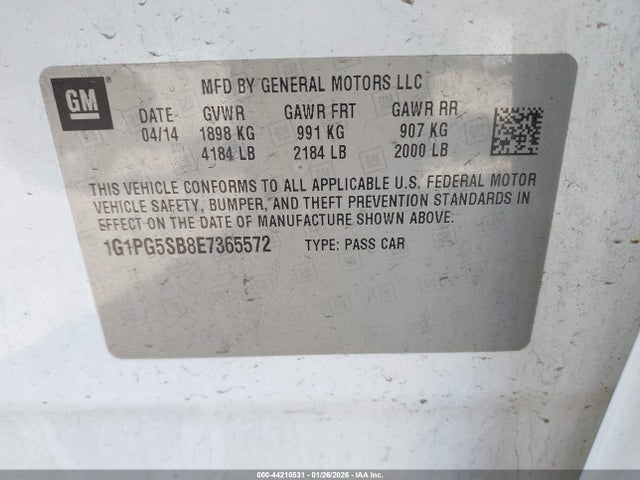 GM
MFD BY GENERAL MOTORS LLC
DATE- GVWR GAWR FRT GAWR RR
04/14 1898 KG 991 KG 907 KG
4184 LB 2184 LB 2000 LB
THIS VEHICLE CONFORMS TO ALL APPLICABLE U.S. FEDERAL MOTOR
VEHICLE SAFETY, BUMPER, AND THEFT PREVENTION STANDARDS IN
EFFECT ON THE DATE OF MANUFACTURE SHOWN ABOVE.
1G1PG5SB8E7365572 TYPE: PASS CAR
000-44210531 - 01/26/2026 - IAA Inc.